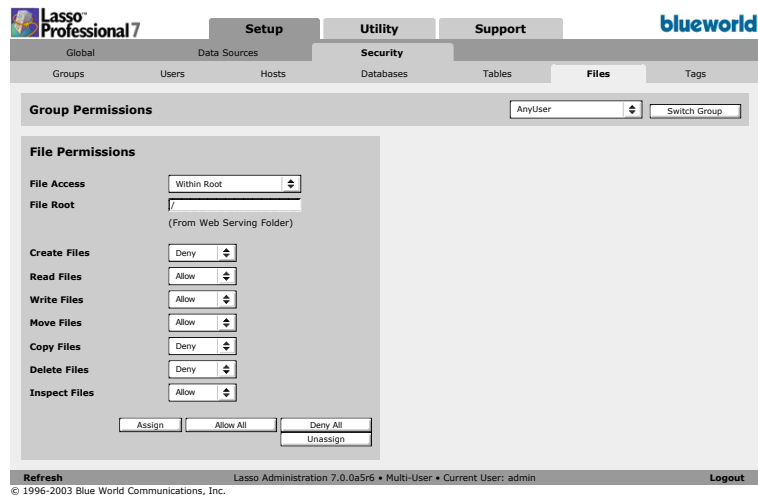 Lasso
Professional 7
Setup Utility Support
blueworld
Global Data Sources Security
Groups Users Hosts Databases Tables Files Tags
Group Permissions AnyUser Switch Group
File Permissions
File Access Within Root
File Root /
(From Web Serving Folder)
Create Files Deny
Read Files Allow
Write Files Allow
Move Files Allow
Copy Files Deny
Delete Files Deny
Inspect Files Allow
Assign Allow All Deny All
Unassign
Refresh Lasso Administration 7.0.0a5r6 • Multi-User • Current User: admin Logout
© 1996-2003 Blue World Communications, Inc.